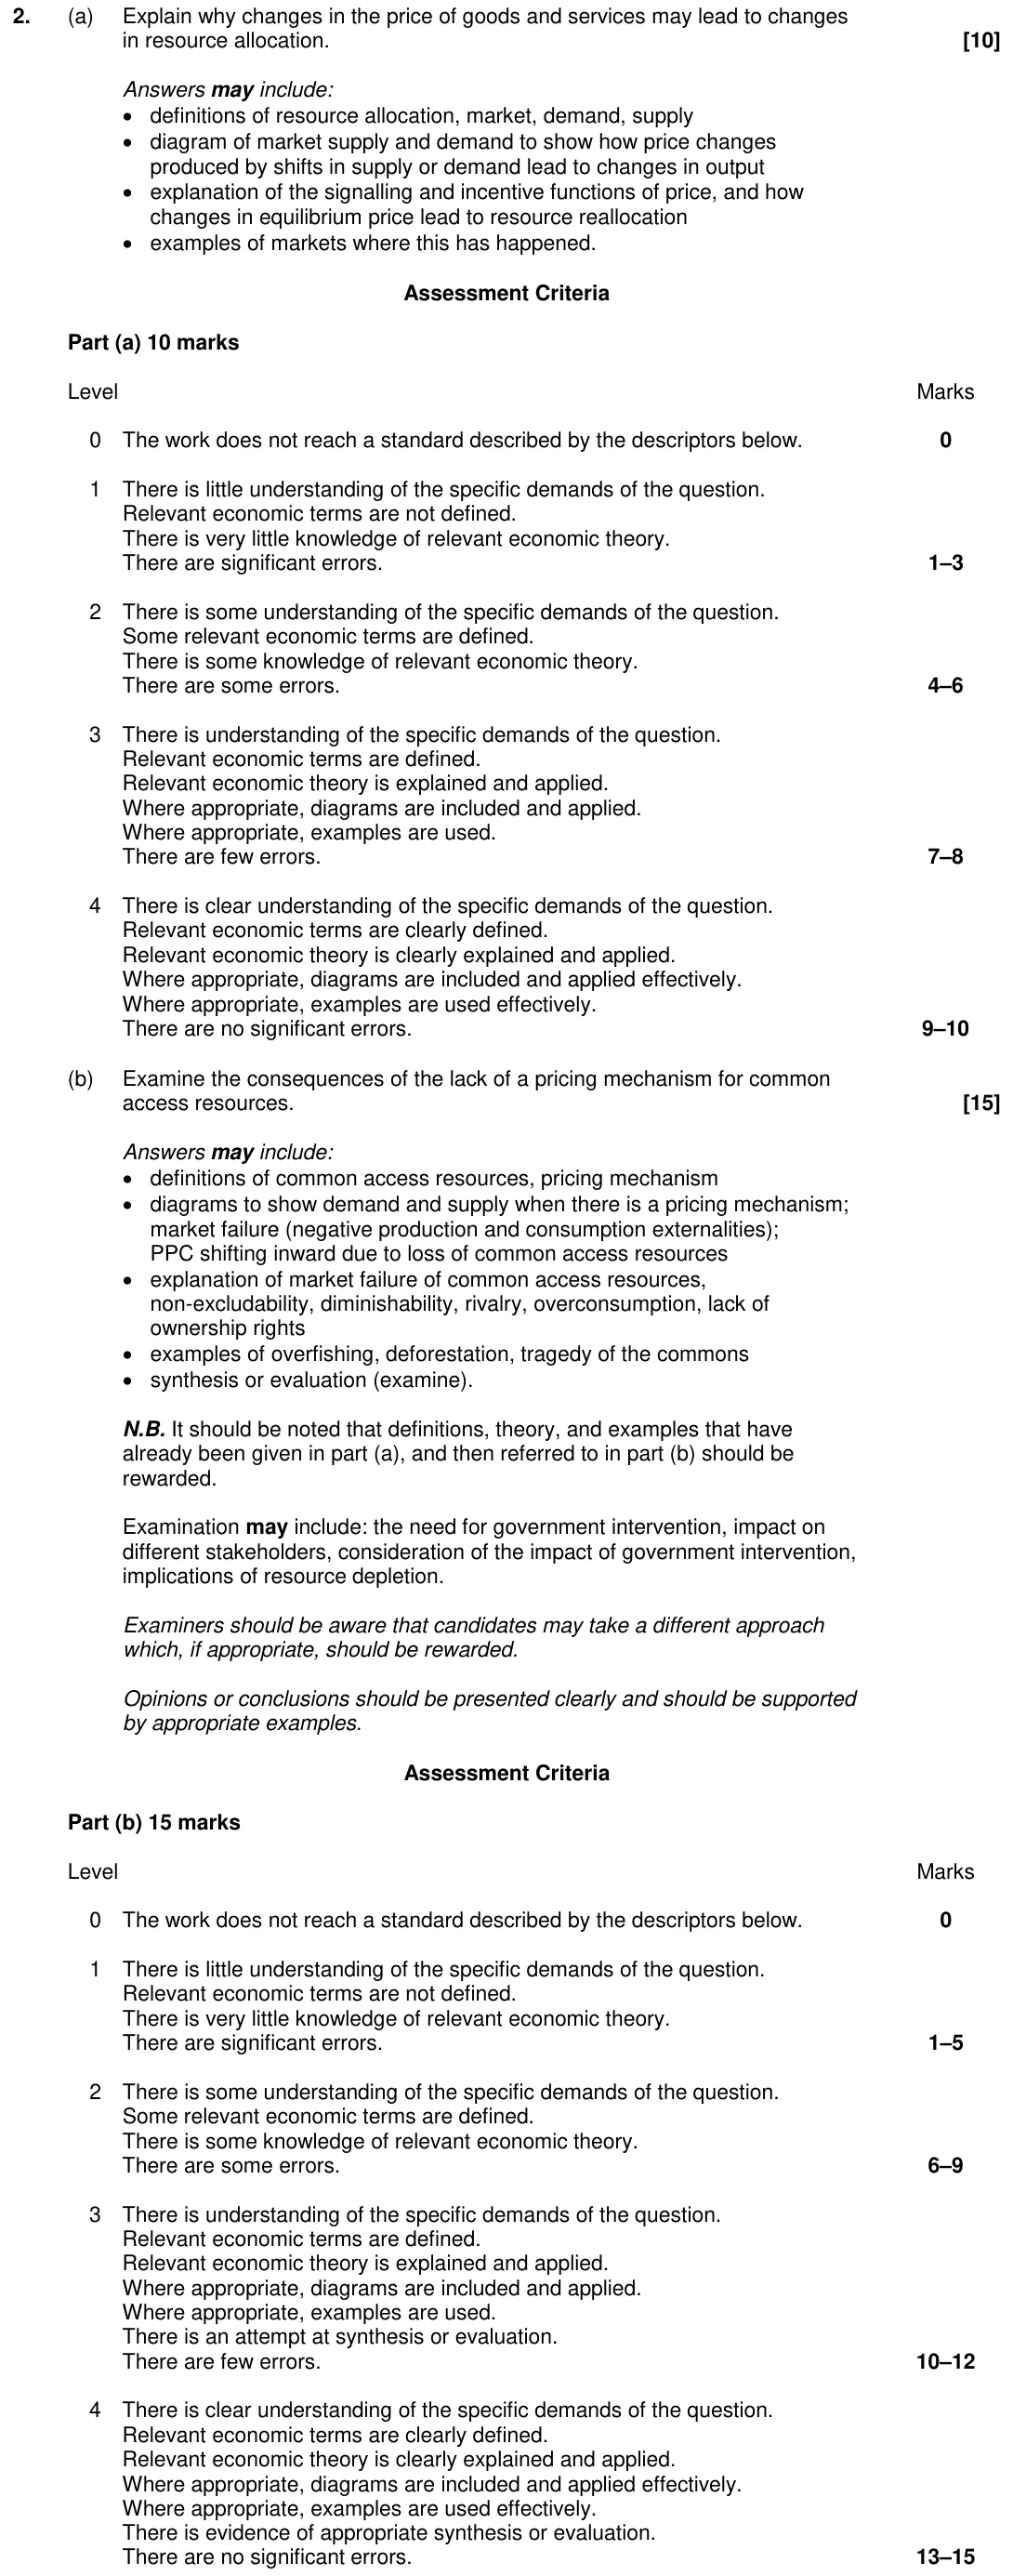 2. (a) Explain why changes in the price of goods and services may lead to changes
in resource allocation. [10]
Answers may include:
• definitions of resource allocation, market, demand, supply
• diagram of market supply and demand to show how price changes
produced by shifts in supply or demand lead to changes in output
• explanation of the signalling and incentive functions of price, and how
changes in equilibrium price lead to resource reallocation
• examples of markets where this has happened.
Assessment Criteria
Part (a) 10 marks
Level Marks
0 The work does not reach a standard described by the descriptors below. 0
1 There is little understanding of the specific demands of the question.
Relevant economic terms are not defined.
There is very little knowledge of relevant economic theory.
There are significant errors. 1–3
2 There is some understanding of the specific demands of the question.
Some relevant economic terms are defined.
There is some knowledge of relevant economic theory.
There are some errors. 4–6
3 There is understanding of the specific demands of the question.
Relevant economic terms are defined.
Relevant economic theory is explained and applied.
Where appropriate, diagrams are included and applied.
Where appropriate, examples are used.
There are few errors. 7–8
4 There is clear understanding of the specific demands of the question.
Relevant economic terms are clearly defined.
Relevant economic theory is clearly explained and applied.
Where appropriate, diagrams are included and applied effectively.
Where appropriate, examples are used effectively.
There are no significant errors. 9–10
(b) Examine the consequences of the lack of a pricing mechanism for common
access resources. [15]
Answers may include:
• definitions of common access resources, pricing mechanism
• diagrams to show demand and supply when there is a pricing mechanism;
market failure (negative production and consumption externalities);
PPC shifting inward due to loss of common access resources
• explanation of market failure of common access resources,
non-excludability, diminishability, rivalry, overconsumption, lack of
ownership rights
• examples of overfishing, deforestation, tragedy of the commons
• synthesis or evaluation (examine).
N.B. It should be noted that definitions, theory, and examples that have
already been given in part (a), and then referred to in part (b) should be
rewarded.
Examination may include: the need for government intervention, impact on
different stakeholders, consideration of the impact of government intervention,
implications of resource depletion.
Examiners should be aware that candidates may take a different approach
which, if appropriate, should be rewarded.
Opinions or conclusions should be presented clearly and should be supported
by appropriate examples.
Assessment Criteria
Part (b) 15 marks
Level Marks
0 The work does not reach a standard described by the descriptors below. 0
1 There is little understanding of the specific demands of the question.
Relevant economic terms are not defined.
There is very little knowledge of relevant economic theory.
There are significant errors. 1–5
2 There is some understanding of the specific demands of the question.
Some relevant economic terms are defined.
There is some knowledge of relevant economic theory.
There are some errors. 6–9
3 There is understanding of the specific demands of the question.
Relevant economic terms are defined.
Relevant economic theory is explained and applied.
Where appropriate, diagrams are included and applied.
Where appropriate, examples are used.
There is an attempt at synthesis or evaluation.
There are few errors. 10–12
4 There is clear understanding of the specific demands of the question.
Relevant economic terms are clearly defined.
Relevant economic theory is clearly explained and applied.
Where appropriate, diagrams are included and applied effectively.
Where appropriate, examples are used effectively.
There is evidence of appropriate synthesis or evaluation.
There are no significant errors. 13–15